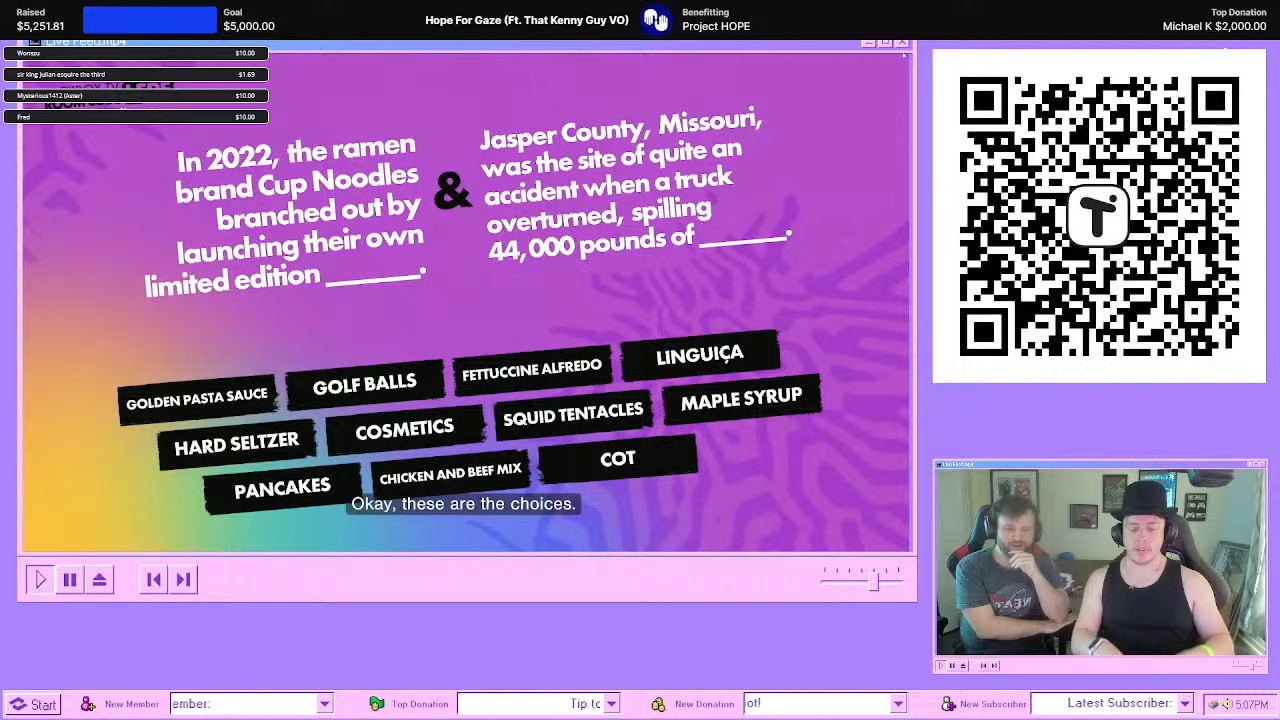 Raised
$5,251.81
Goal
$5,000.00
Hope For Gaze (Ft. That Kenny Guy VO)
Benefitting
Project HOPE
Top Donation
Michael K $2,000.00
Wonszu $10.00
sir king julian esquire the third $1.69
Mysterious1412 (Aster) $10.00
Fred $10.00
In 2022, the ramen
brand Cup Noodles
branched out by
launching their own
limited edition ______.
&
Jasper County, Missouri,
was the site of quite an
accident when a truck
overturned, spilling
44,000 pounds of ______.
GOLDEN PASTA SAUCE
GOLF BALLS
FETTUCCINE ALFREDO
LINGUIÇA
HARD SELTZER
COSMETICS
SQUID TENTACLES
MAPLE SYRUP
PANCAKES
CHICKEN AND BEEF MIX
COT
Okay, these are the choices.
T
Start
New Member
ember:
Top Donation
Tip to
New Donation
ot!
New Subscriber
Latest Subscriber:
5:07PM